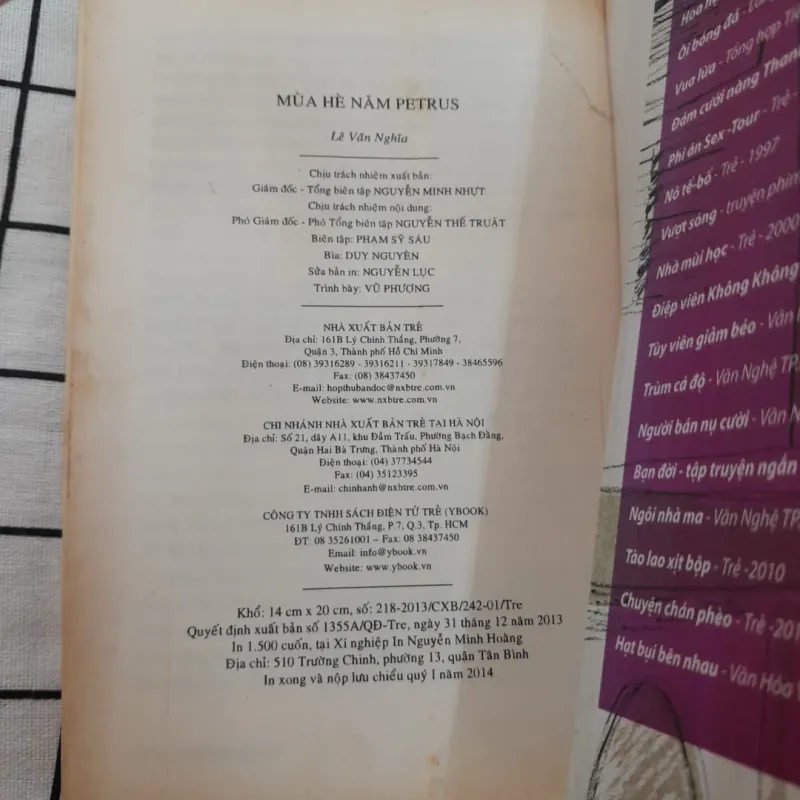 MÙA HÈ NĂM PETRUS
Lê Văn Nghĩa
Chịu trách nhiệm xuất bản:
Giám đốc - Tổng biên tập NGUYỄN MINH NHỰT
Chịu trách nhiệm nội dung:
Phó Giám đốc - Phó Tổng biên tập NGUYỄN THẾ TRUẬT
Biên tập: PHẠM SỸ SÁU
Bìa: DUY NGUYÊN
Sửa bản in: NGUYỄN LỤC
Trình bày: VŨ PHƯỢNG
NHÀ XUẤT BẢN TRẺ
Địa chỉ: 161B Lý Chính Thắng, Phường 7,
Quận 3, Thành phố Hồ Chí Minh
Điện thoại: (08) 39316289 - 39316211 - 39317849 - 38465596
Fax: (08) 38437450
E-mail: hopthubandoc@nxbtre.com.vn
Website: www.nxbtre.com.vn
CHI NHÁNH NHÀ XUẤT BẢN TRẺ TẠI HÀ NỘI
Địa chỉ: Số 21, dãy A11, khu Đầm Trấu, Phường Bạch Đằng,
Quận Hai Bà Trưng, Thành phố Hà Nội
Điện thoại: (04) 37734544
Fax: (04) 35123395
E-mail: chinhanh@nxbtre.com.vn
CÔNG TY TNHH SÁCH ĐIỆN TỬ TRẺ (YBOOK)
161B Lý Chính Thắng, P.7, Q.3, Tp. HCM
ĐT: 08 35261001 – Fax: 08 38437450
Email: info@ybook.vn
Website: www.ybook.vn
Khổ: 14 cm x 20 cm, số: 218-2013/CXB/242-01/Tre
Quyết định xuất bản số 1355A/QĐ-Tre, ngày 31 tháng 12 năm 2013
In 1.500 cuốn, tại Xí nghiệp In Nguyễn Minh Hoàng
Địa chỉ: 510 Trường Chinh, phường 13, quận Tân Bình
In xong và nộp lưu chiểu quý I năm 2014
Ôi bóng đá -
Vua lừa - Tổng hợp
Đám cưới nàng
Phi án Sex -Tour - Trẻ -
Nô tế-bồ - Trẻ - 1997
Vượt sóng - truyện phim
Nhà mùi học - Trẻ - 2000
Điệp viên Không Không
Tùy viên giảm béo - Văn
Trùm cá độ - Văn Nghệ TP.
Người bán nụ cười - Văn
Bạn đời - tập truyện ngắn
Ngôi nhà ma - Văn Nghệ TP.
Tào lao xịt bộp - Trẻ -2010
Chuyện chán phèo - Trẻ -201
Hạt bụi bên nhau - Văn Hóa